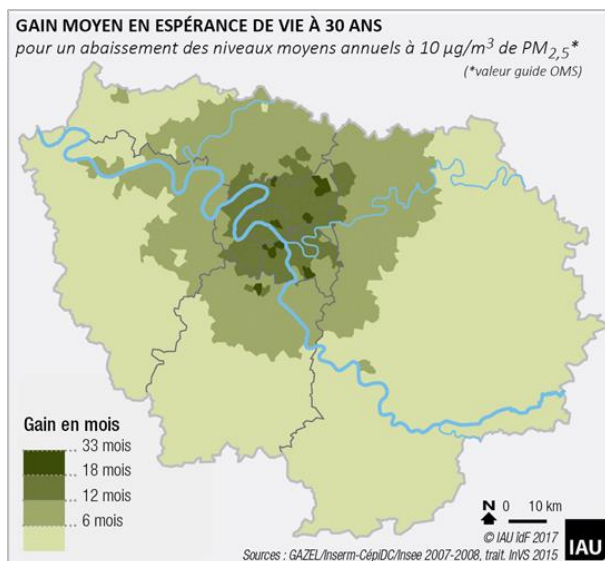 GAIN MOYEN EN ESPÉRANCE DE VIE À 30 ANS
pour un abaissement des niveaux moyens annuels à 10 µg/m³ de PM2,5*
(*valeur guide OMS)
Gain en mois
33 mois
18 mois
12 mois
6 mois
N 0 10 km
© IAU îdF 2017
IAU
Sources : GAZEL/Inserm-CépiDC/Insee 2007-2008, trait. InVS 2015